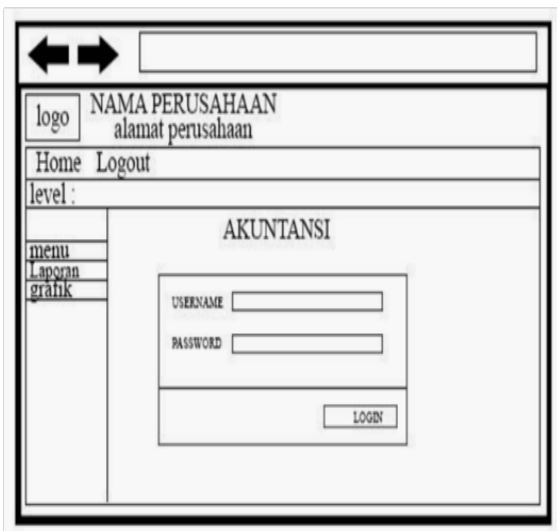 logo
NAMA PERUSAHAAN
alamat perusahaan
Home Logout
level :
AKUNTANSI
menu
Laporan
grafik
USERNAME
PASSWORD
LOGIN